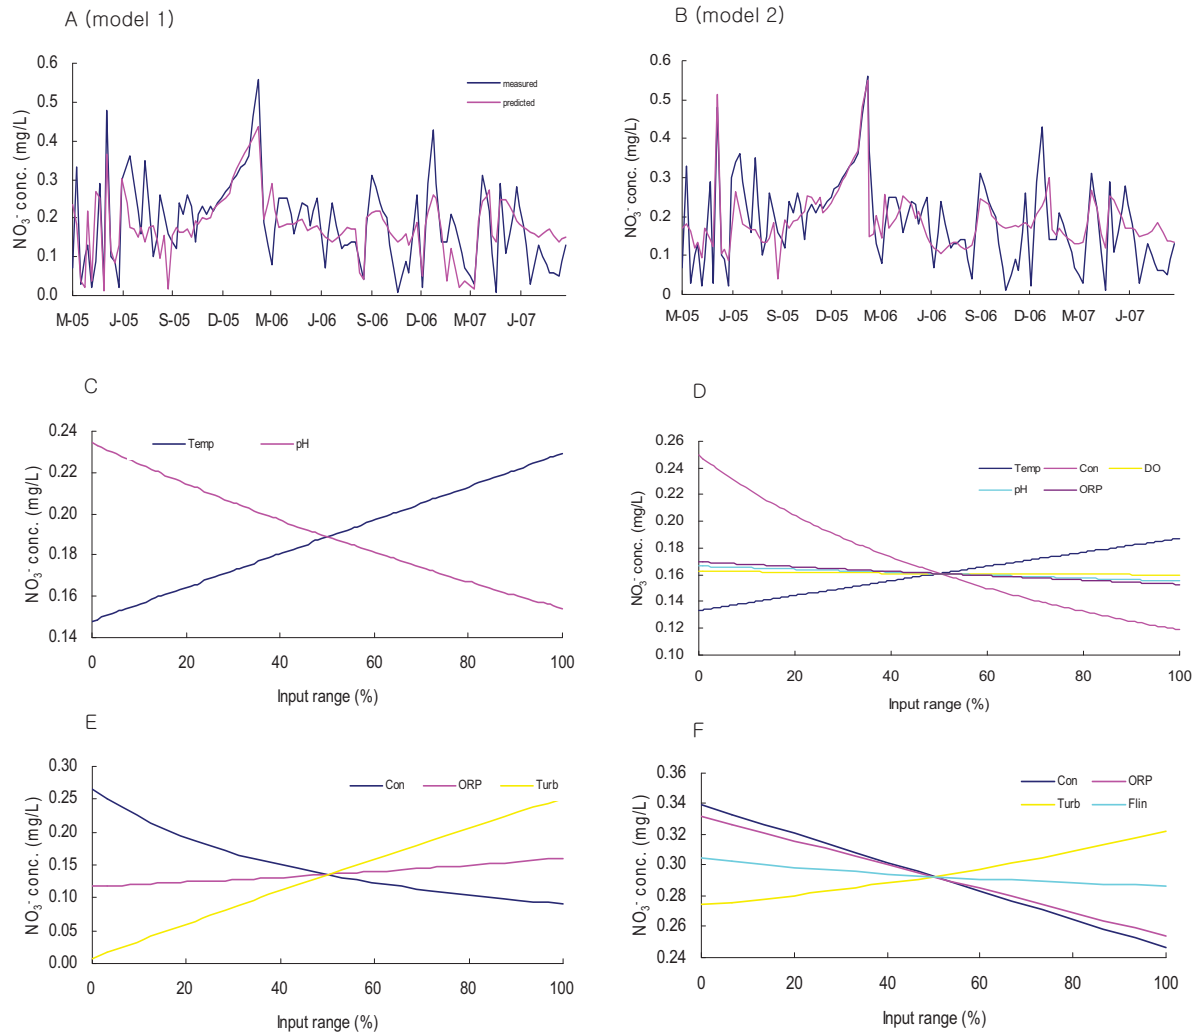 A (model 1)
NO3- conc. (mg/L)
0.6
0.5
0.4
0.3
0.2
0.1
0.0
measured
predicted
M-05 J-05 S-05 D-05 M-06 J-06 S-06 D-06 M-07 J-07
B (model 2)
NO3- conc. (mg/L)
0.6
0.5
0.4
0.3
0.2
0.1
0
M-05 J-05 S-05 D-05 M-06 J-06 S-06 D-06 M-07 J-07
C
NO3- conc. (mg/L)
0.24
0.22
0.20
0.18
0.16
0.14
Temp pH
0 20 40 60 80 100
Input range (%)
D
NO3- conc. (mg/L)
0.26
0.24
0.22
0.20
0.18
0.16
0.14
0.12
0.10
Temp Con DO
pH ORP
0 20 40 60 80 100
Input range (%)
E
NO3- conc. (mg/L)
0.30
0.25
0.20
0.15
0.10
0.05
0.00
Con ORP Turb
0 20 40 60 80 100
Input range (%)
F
NO3- conc. (mg/L)
0.36
0.34
0.32
0.30
0.28
0.26
0.24
Con ORP
Turb Flin
0 20 40 60 80 100
Input range (%)